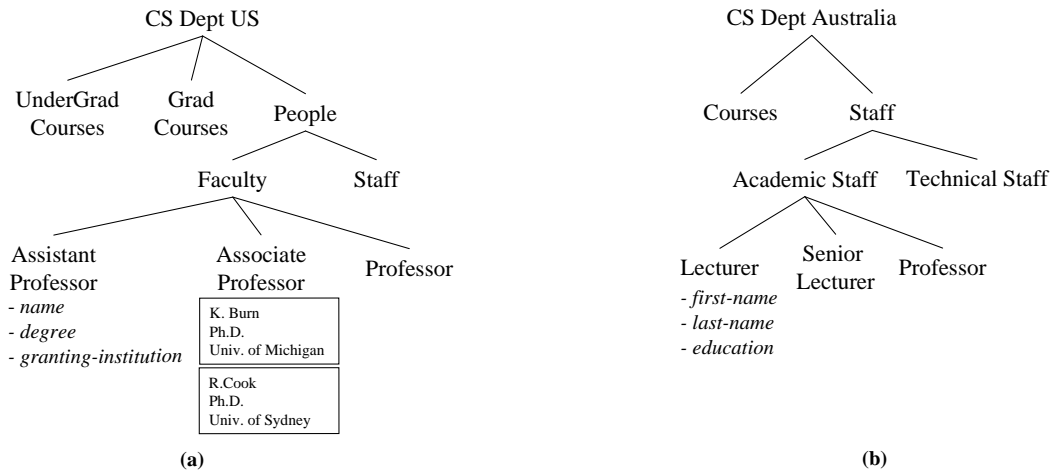 CS Dept US
UnderGrad
Courses
Grad
Courses
People
Faculty
Staff
Assistant
Professor
- name
- degree
- granting-institution
Associate
Professor
K. Burn
Ph.D.
Univ. of Michigan
R.Cook
Ph.D.
Univ. of Sydney
Professor
(a)
CS Dept Australia
Courses
Staff
Academic Staff
Technical Staff
Lecturer
- first-name
- last-name
- education
Senior
Lecturer
Professor
(b)